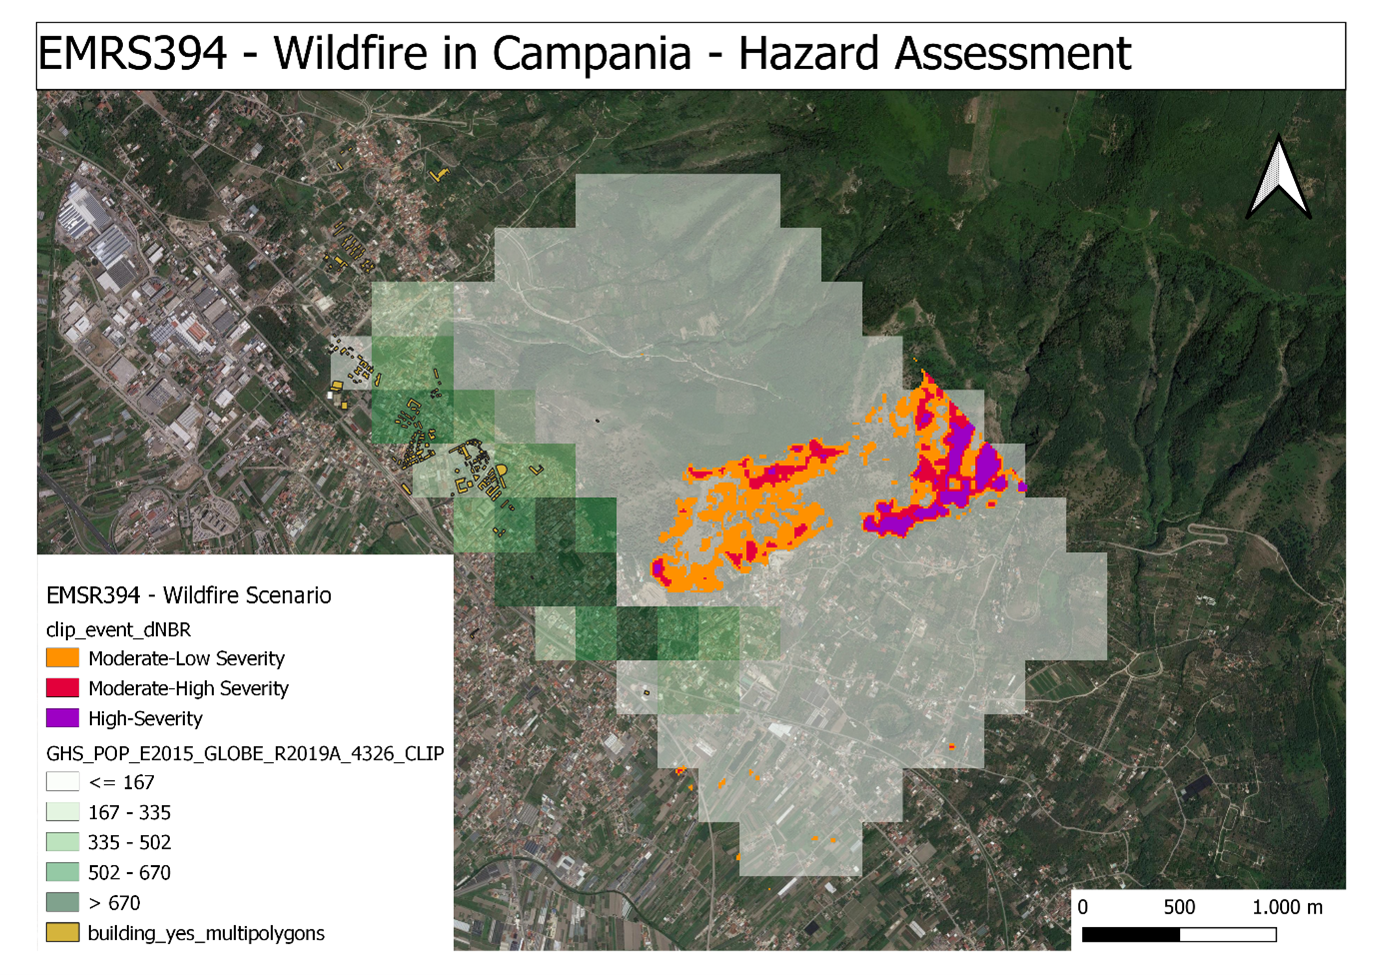 EMRS394 - Wildfire in Campania - Hazard Assessment
EMSR394 - Wildfire Scenario
clip_event_dNBR
Moderate-Low Severity
Moderate-High Severity
High-Severity
GHS_POP_E2015_GLOBE_R2019A_4326_CLIP
<= 167
167 - 335
335 - 502
502 - 670
> 670
building_yes_multipolygons
0 500 1.000 m